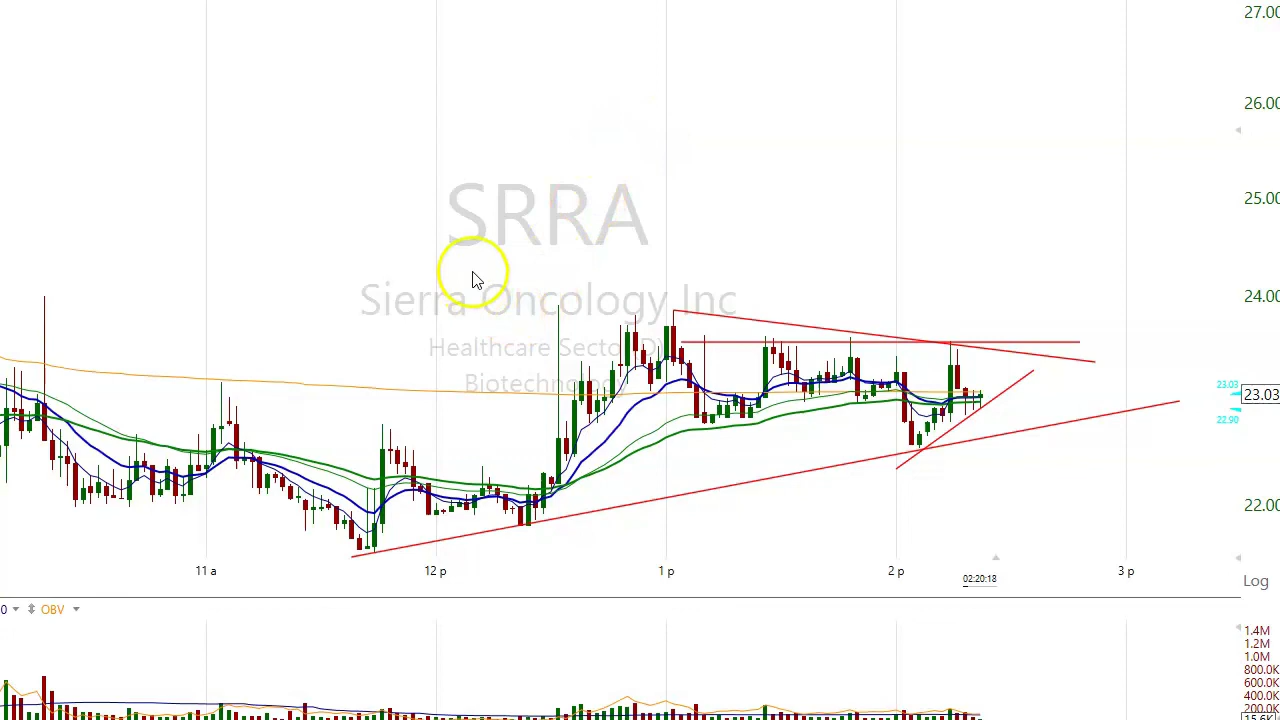 27.00
26.00
SRRA
25.00
Sierra Oncology Inc
24.00
Healthcare Sector
Biotechnology
23.03
23.03
22.90
22.00
11 a
12 p
1 p
2 p
3 p
02:20:18
Log
0 OBV
1.4M
1.2M
1.0M
800.0K
600.0K
400.0K
200.0K